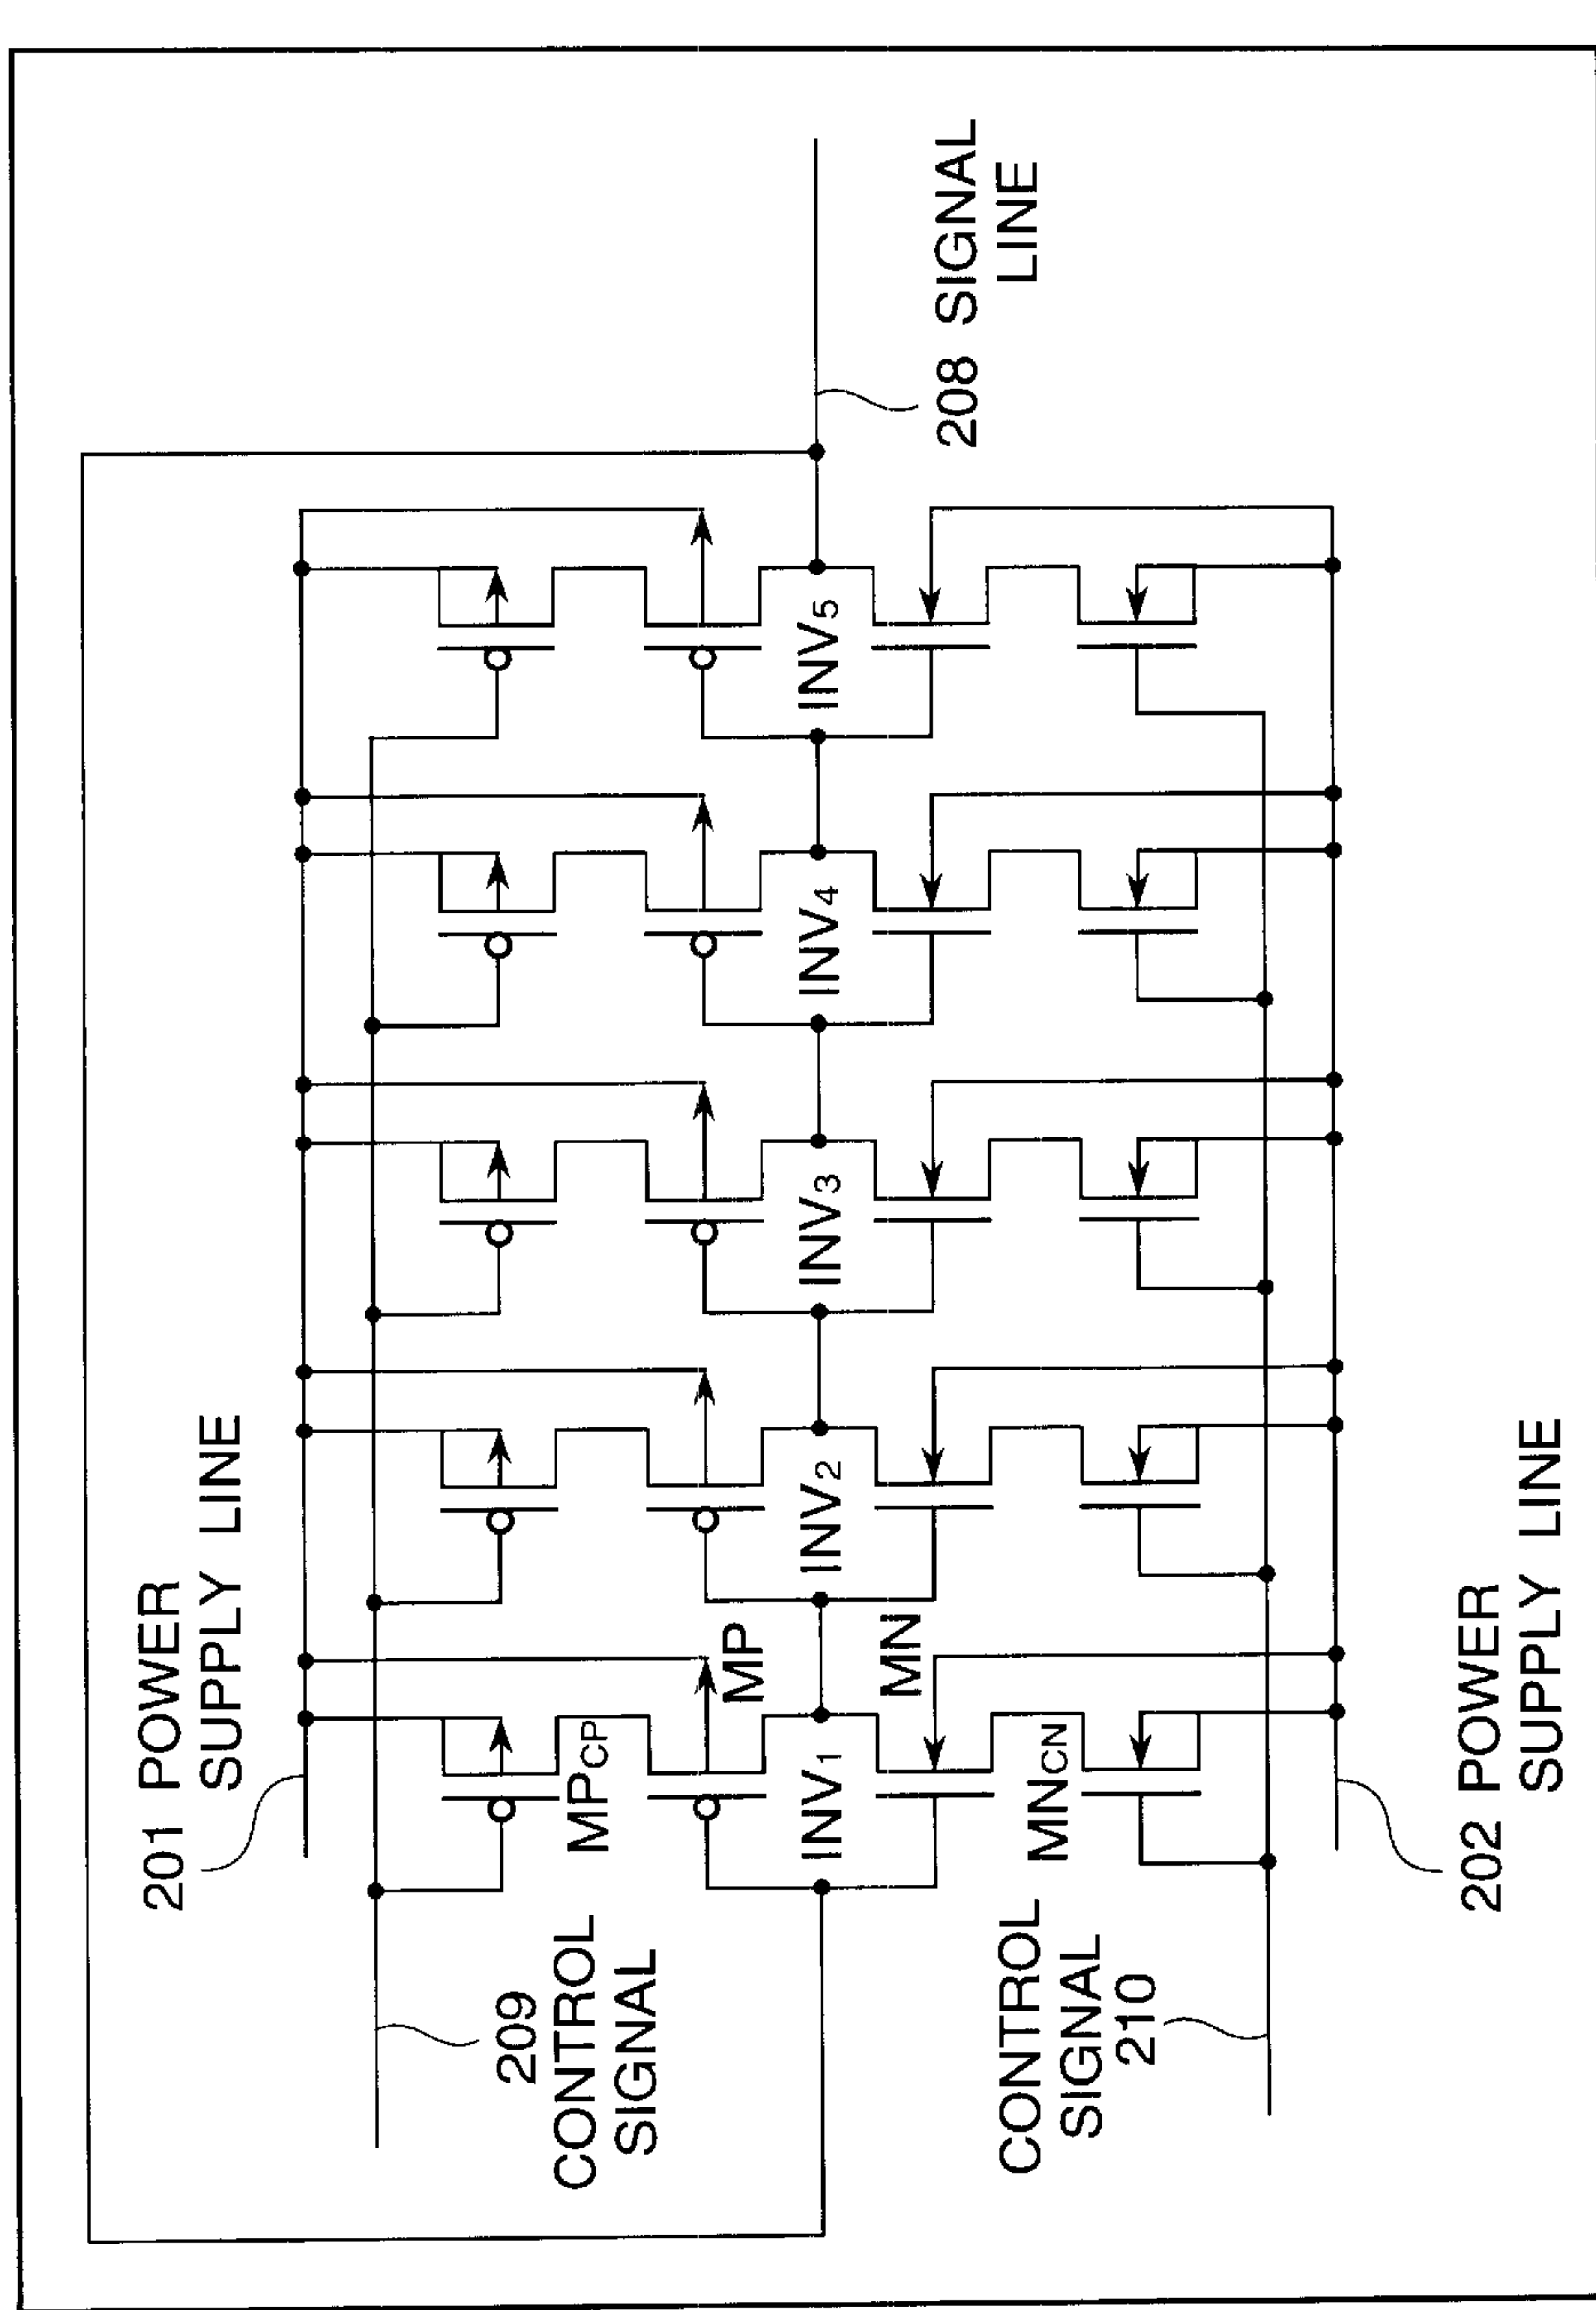 201 POWER
SUPPLY LINE
209
CONTROL
SIGNAL
MPCP
MP
INV1
INV2
INV3
INV4
INV5
MN
MNCN
208 SIGNAL
LINE
CONTROL
SIGNAL
210
202 POWER
SUPPLY LINE